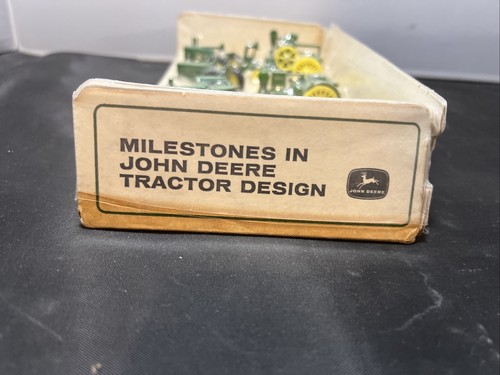 MILESTONES IN
JOHN DEERE
TRACTOR DESIGN
JOHN DEERE